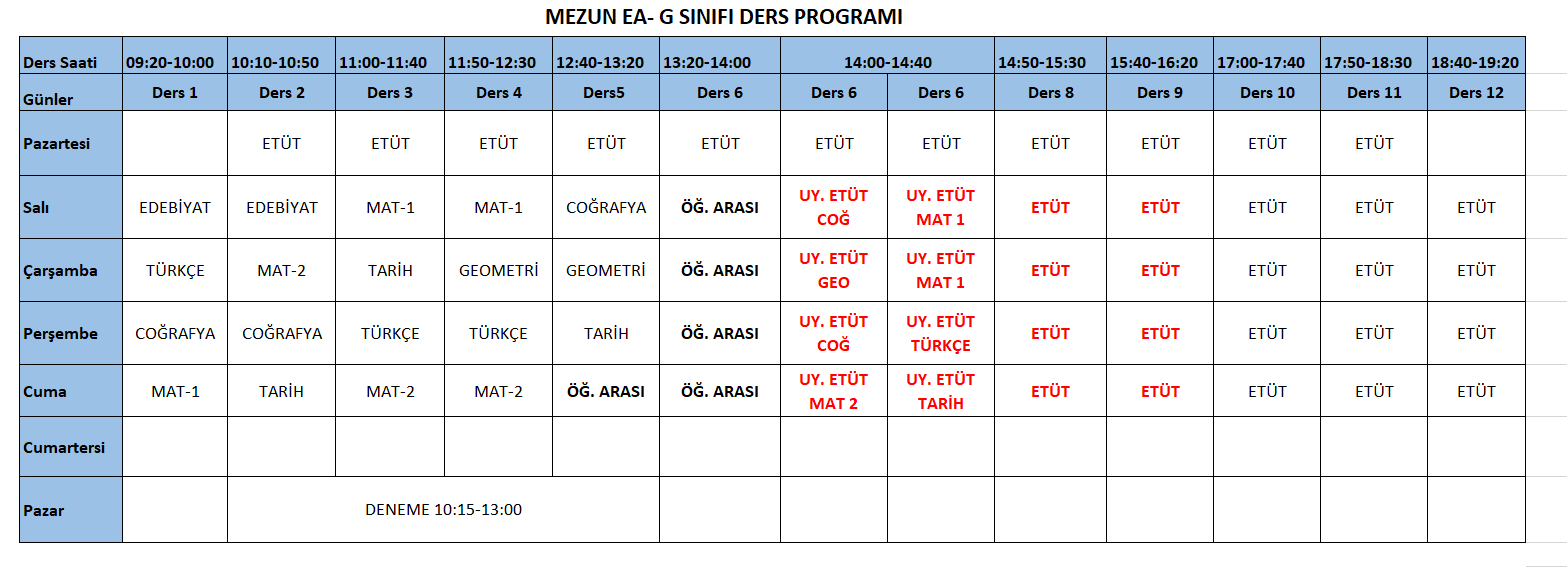 MEZUN EA- G SINIFI DERS PROGRAMI
Ders Saati 09:20-10:00 10:10-10:50 11:00-11:40 11:50-12:30 12:40-13:20 13:20-14:00 14:00-14:40 14:50-15:30 15:40-16:20 17:00-17:40 17:50-18:30 18:40-19:20
Günler Ders 1 Ders 2 Ders 3 Ders 4 Ders5 Ders 6 Ders 6 Ders 6 Ders 8 Ders 9 Ders 10 Ders 11 Ders 12
Pazartesi ETÜT ETÜT ETÜT ETÜT ETÜT ETÜT ETÜT ETÜT ETÜT ETÜT ETÜT
Salı EDEBİYAT EDEBİYAT MAT-1 MAT-1 COĞRAFYA ÖĞ. ARASI UY. ETÜT COĞ UY. ETÜT MAT 1 ETÜT ETÜT ETÜT ETÜT ETÜT
Çarşamba TÜRKÇE MAT-2 TARİH GEOMETRİ GEOMETRİ ÖĞ. ARASI UY. ETÜT GEO UY. ETÜT MAT 1 ETÜT ETÜT ETÜT ETÜT ETÜT
Perşembe COĞRAFYA COĞRAFYA TÜRKÇE TÜRKÇE TARİH ÖĞ. ARASI UY. ETÜT COĞ UY. ETÜT TÜRKÇE ETÜT ETÜT ETÜT ETÜT ETÜT
Cuma MAT-1 TARİH MAT-2 MAT-2 ÖĞ. ARASI ÖĞ. ARASI UY. ETÜT MAT 2 UY. ETÜT TARİH ETÜT ETÜT ETÜT ETÜT ETÜT
Cumartersi
Pazar DENEME 10:15-13:00